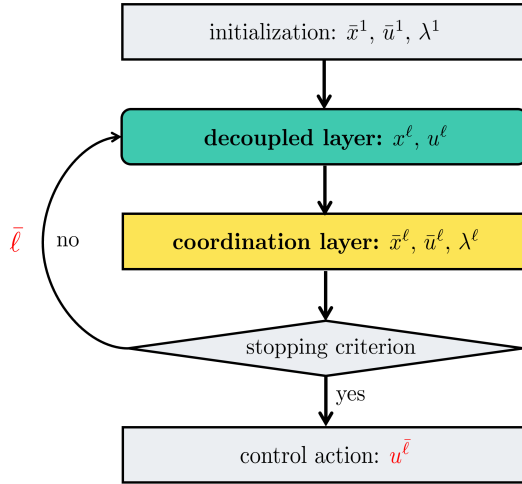 initialization: x̄¹, ū¹, λ¹
decoupled layer: xˡ, uˡ
coordination layer: x̄ˡ, ūˡ, λˡ
ℓ̄
no
stopping criterion
yes
control action: u^ℓ̄